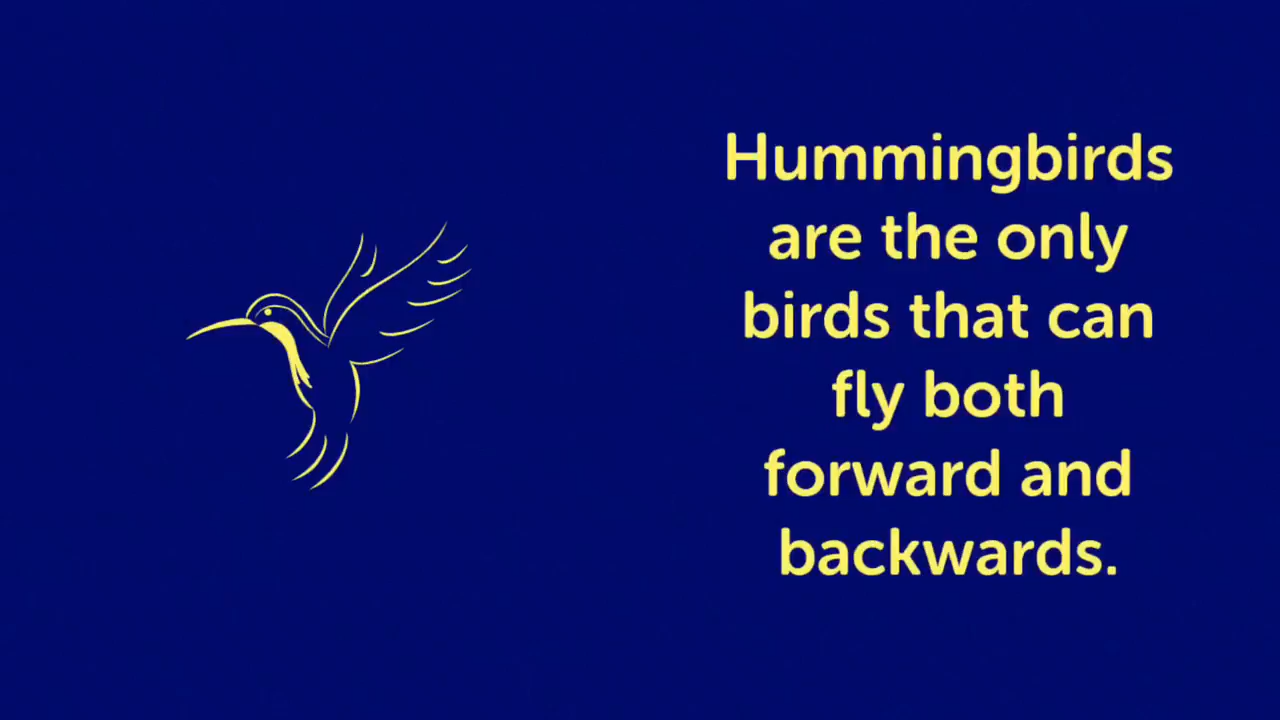 Hummingbirds
are the only
birds that can
fly both
forward and
backwards.